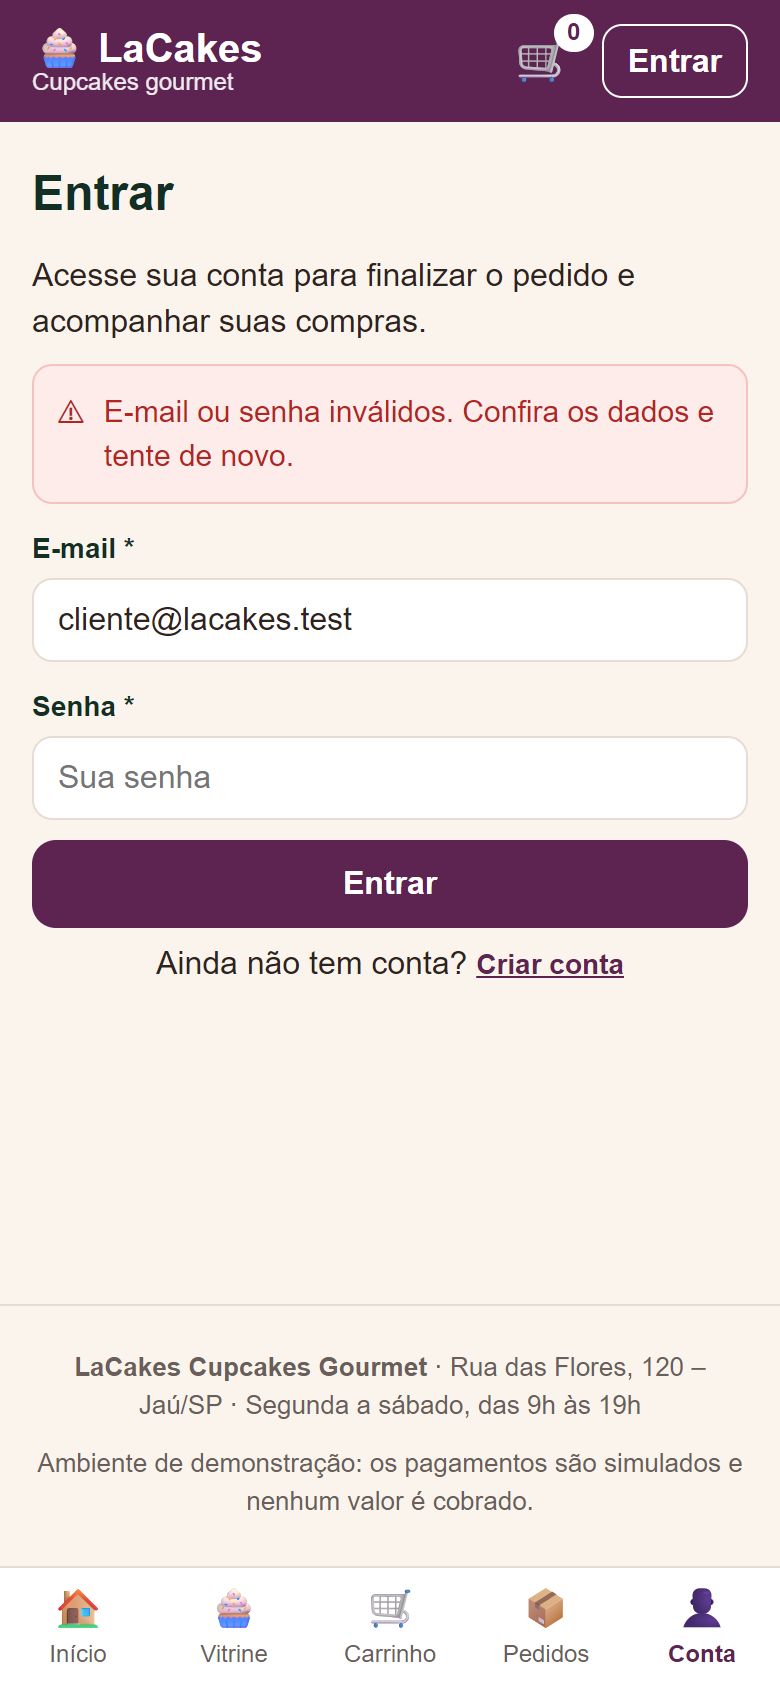 LaCakes
Cupcakes gourmet
0
Entrar
Entrar
Acesse sua conta para finalizar o pedido e
acompanhar suas compras.
⚠ E-mail ou senha inválidos. Confira os dados e
tente de novo.
E-mail *
cliente@lacakes.test
Senha *
Sua senha
Entrar
Ainda não tem conta? Criar conta
LaCakes Cupcakes Gourmet · Rua das Flores, 120 –
Jaú/SP · Segunda a sábado, das 9h às 19h
Ambiente de demonstração: os pagamentos são simulados e
nenhum valor é cobrado.
Início
Vitrine
Carrinho
Pedidos
Conta